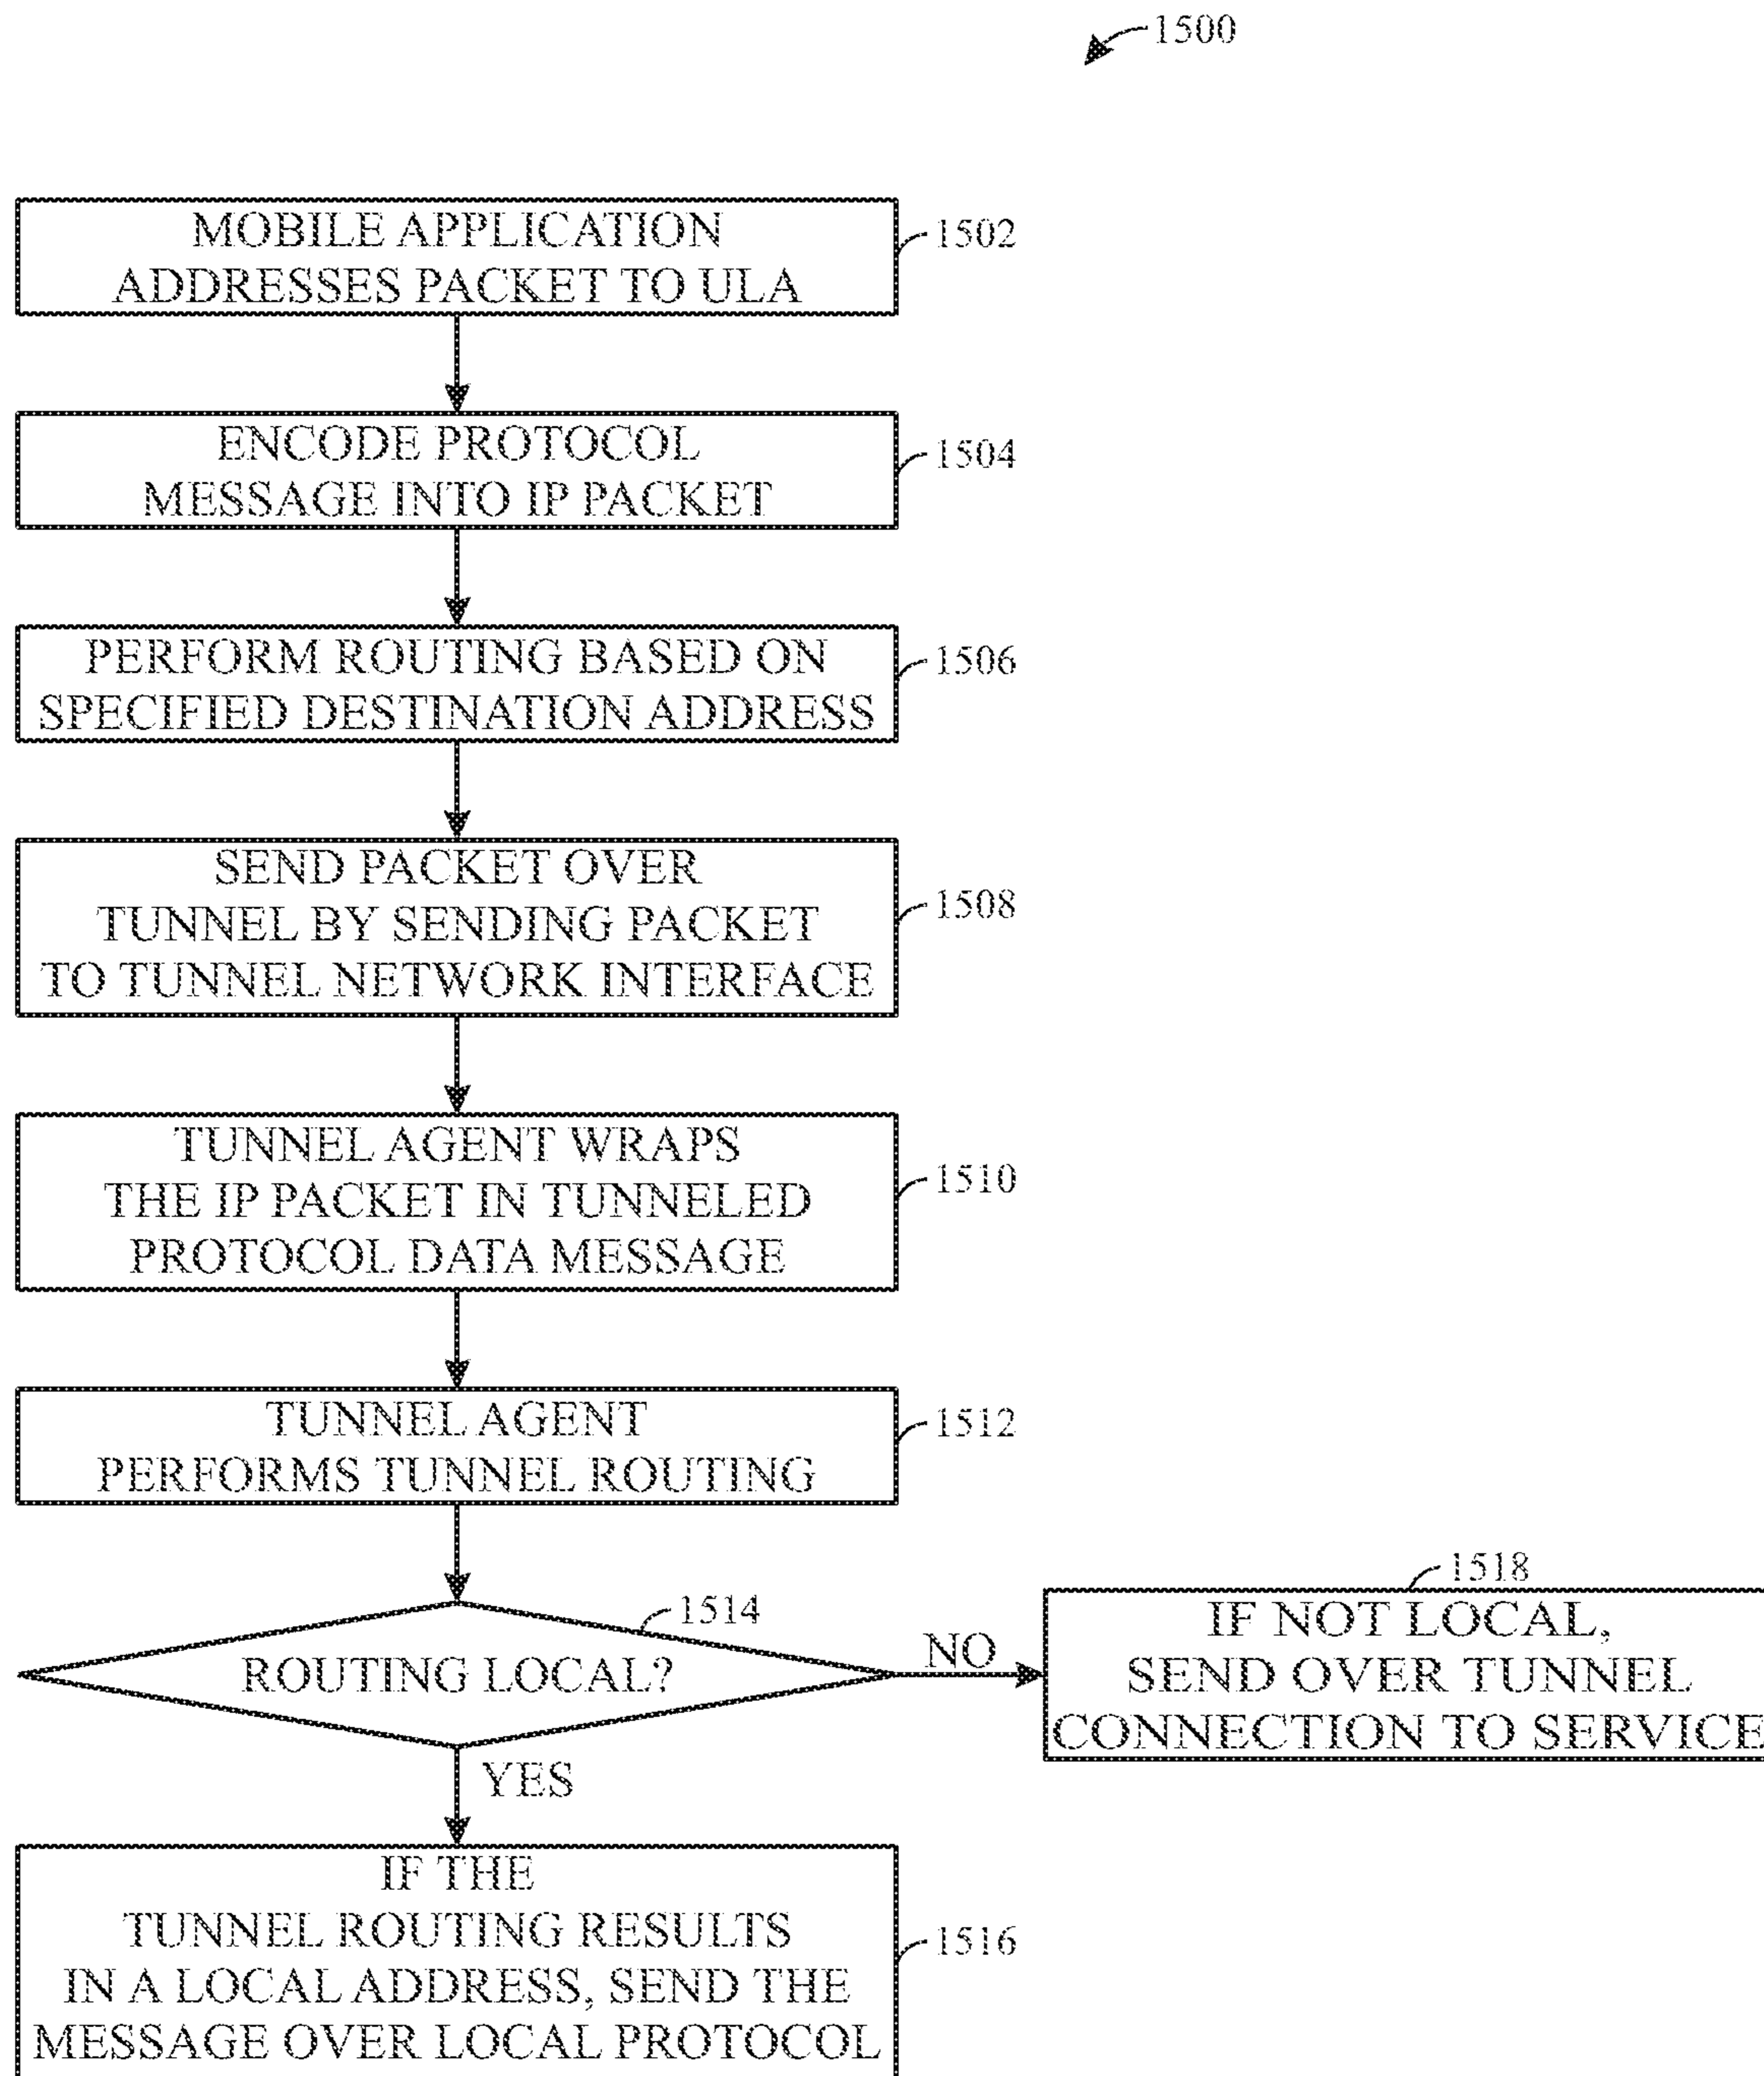 1500
MOBILE APPLICATION
ADDRESSES PACKET TO ULA
1502
ENCODE PROTOCOL
MESSAGE INTO IP PACKET
1504
PERFORM ROUTING BASED ON
SPECIFIED DESTINATION ADDRESS
1506
SEND PACKET OVER
TUNNEL BY SENDING PACKET
TO TUNNEL NETWORK INTERFACE
1508
TUNNEL AGENT WRAPS
THE IP PACKET IN TUNNELED
PROTOCOL DATA MESSAGE
1510
TUNNEL AGENT
PERFORMS TUNNEL ROUTING
1512
ROUTING LOCAL?
1514
NO
1518
IF NOT LOCAL,
SEND OVER TUNNEL
CONNECTION TO SERVICE
YES
IF THE
TUNNEL ROUTING RESULTS
IN A LOCAL ADDRESS, SEND THE
MESSAGE OVER LOCAL PROTOCOL
1516